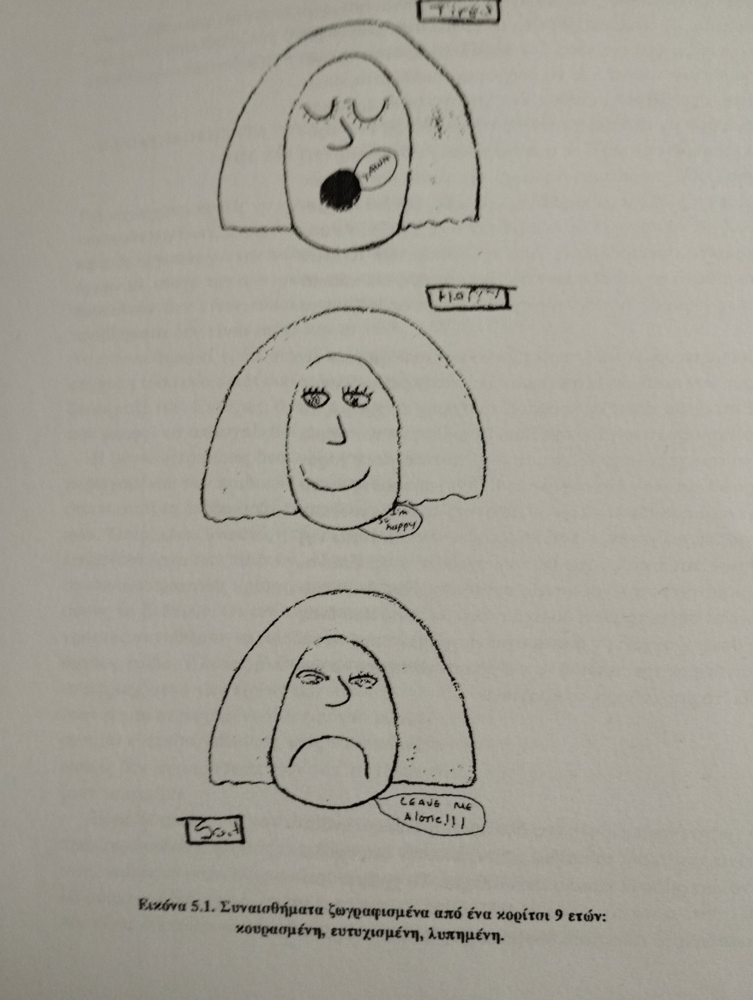 Tired
YAWN
Happy
I'm
so
happy
LEAVE ME
Alone!!!
Sad
Εικόνα 5.1. Συναισθήματα ζωγραφισμένα από ένα κορίτσι 9 ετών:
κουρασμένη, ευτυχισμένη, λυπημένη.